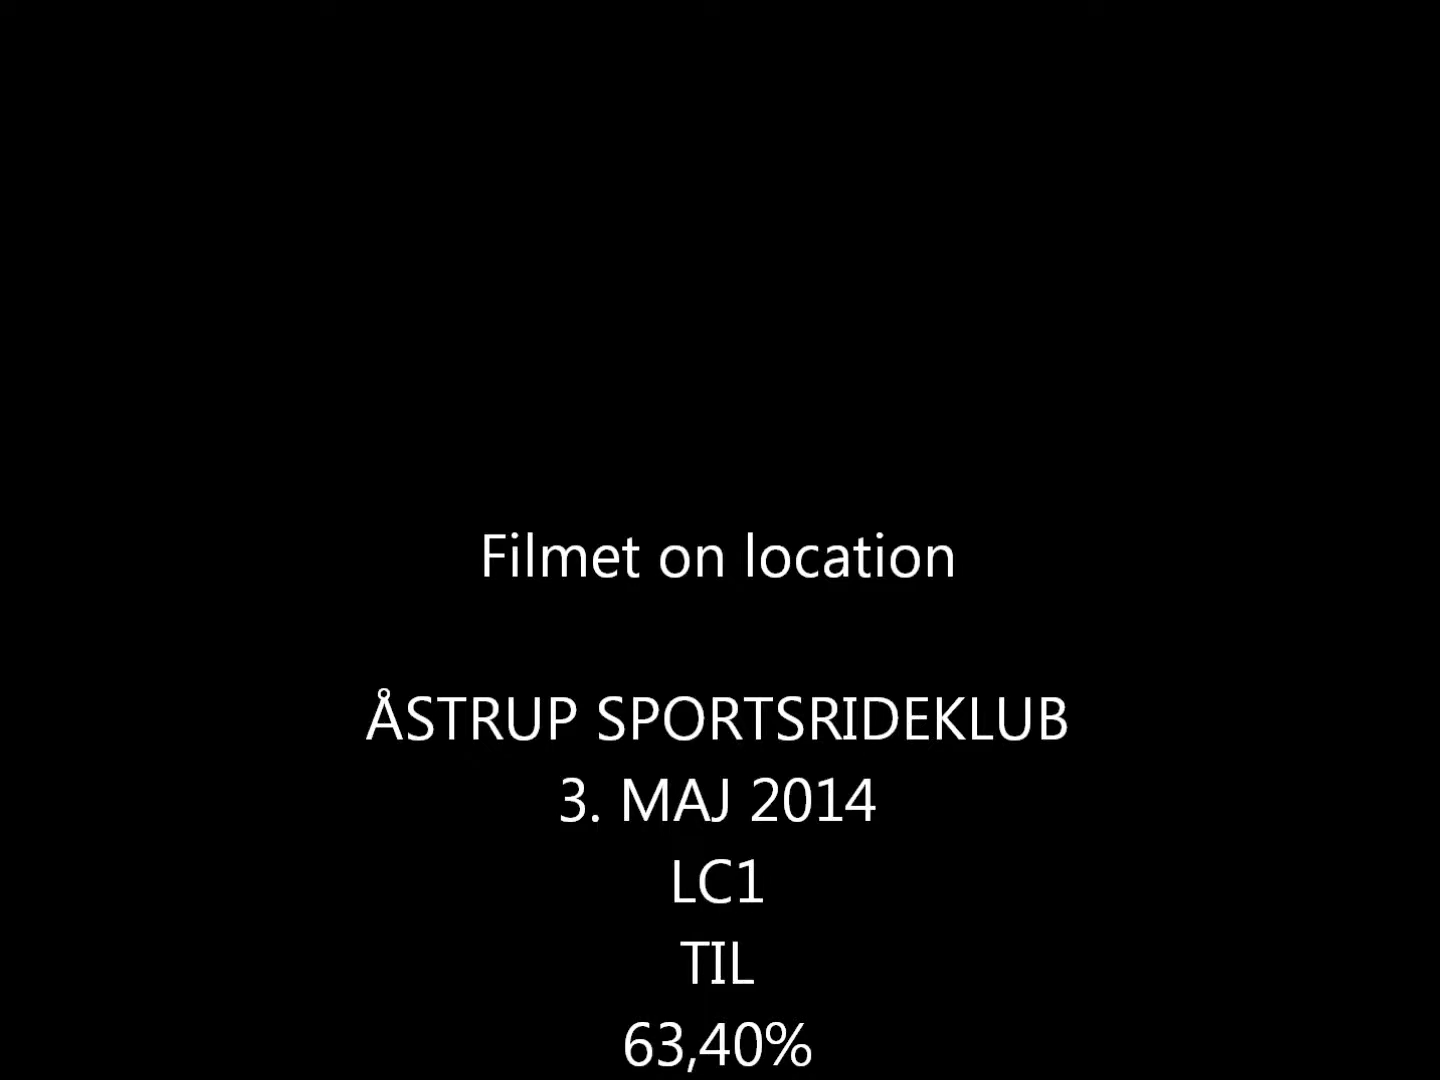 Filmet on location
ÅSTRUP SPORTSRIDEKLUB
3. MAJ 2014
LC1
TIL
63,40%